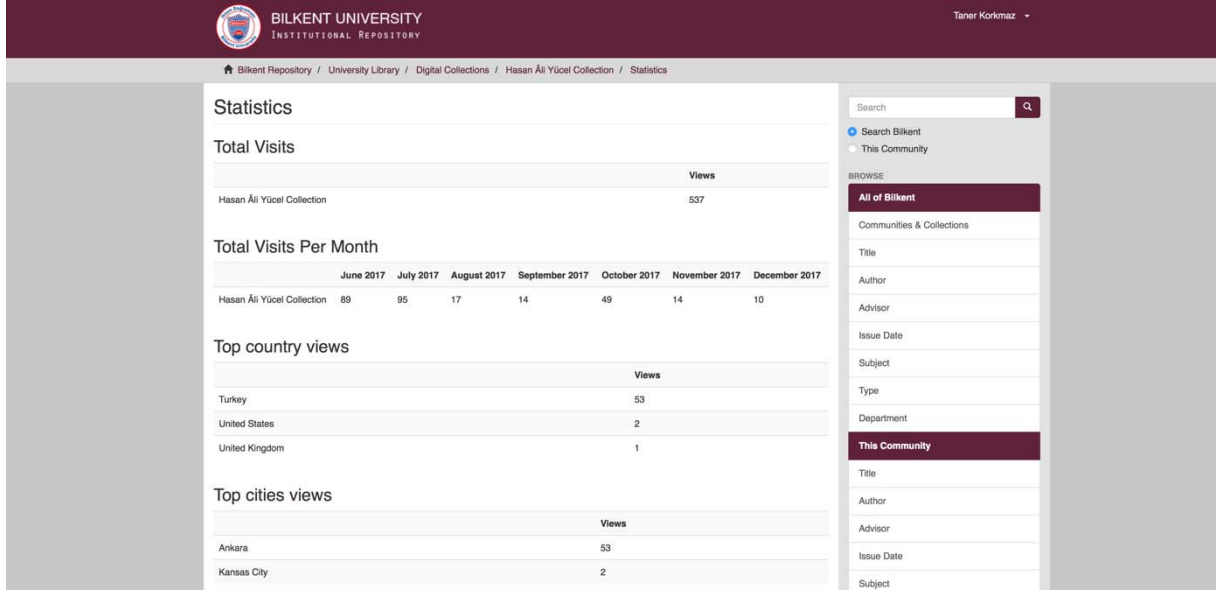 BILKENT UNIVERSITY
INSTITUTIONAL REPOSITORY
Taner Korkmaz
Bilkent Repository / University Library / Digital Collections / Hasan Âli Yücel Collection / Statistics
Statistics
Total Visits
Views
Hasan Âli Yücel Collection 537
Total Visits Per Month
June 2017 July 2017 August 2017 September 2017 October 2017 November 2017 December 2017
Hasan Âli Yücel Collection 89 95 17 14 49 14 10
Top country views
Views
Turkey 53
United States 2
United Kingdom 1
Top cities views
Views
Ankara 53
Kansas City 2
Search
Search Bilkent
This Community
BROWSE
All of Bilkent
Communities & Collections
Title
Author
Advisor
Issue Date
Subject
Type
Department
This Community
Title
Author
Advisor
Issue Date
Subject